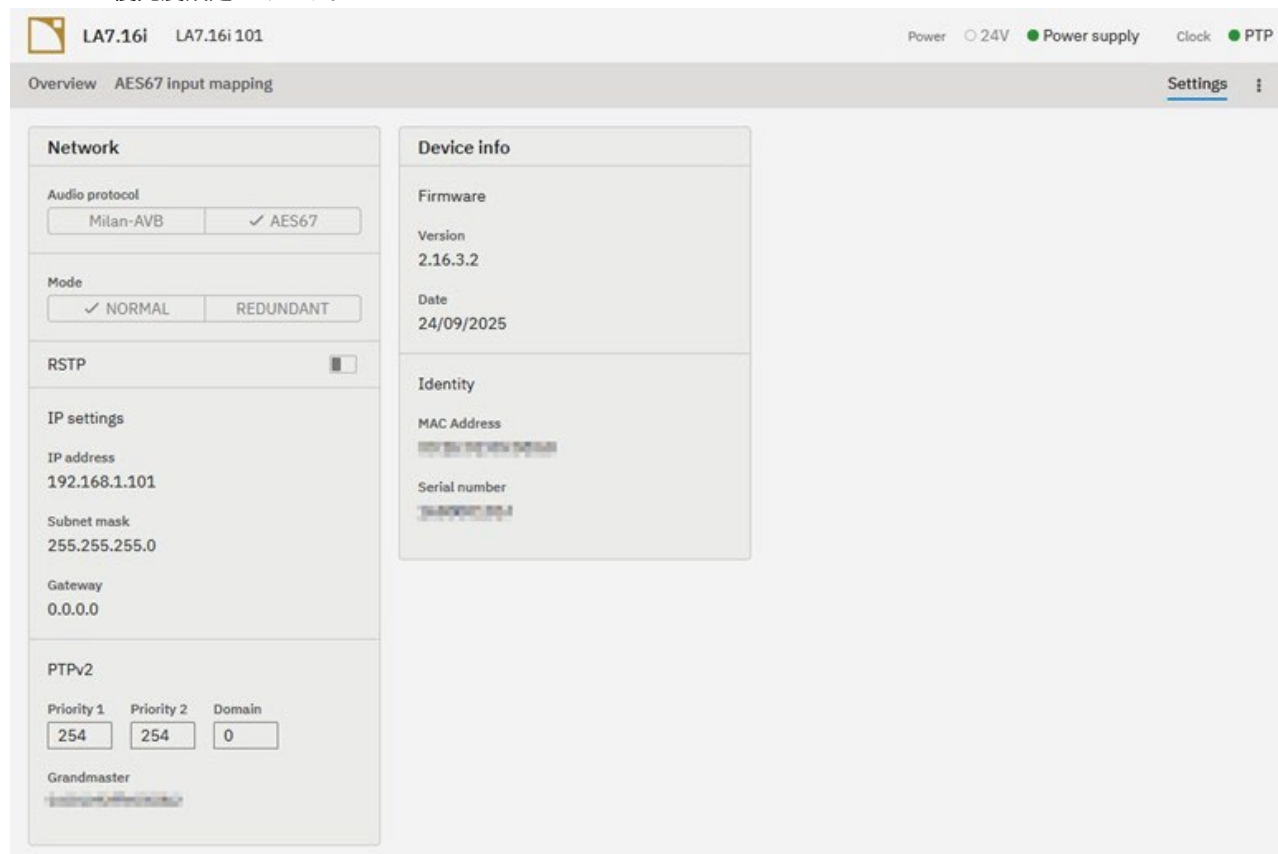 LA7.16i LA7.16i 101
Power 24V Power supply Clock PTP
Overview AES67 input mapping
Settings
Network
Audio protocol
Milan-AVB ✓ AES67
Mode
✓ NORMAL REDUNDANT
RSTP
IP settings
IP address
192.168.1.101
Subnet mask
255.255.255.0
Gateway
0.0.0.0
PTPv2
Priority 1 Priority 2 Domain
254 254 0
Grandmaster
Device info
Firmware
Version
2.16.3.2
Date
24/09/2025
Identity
MAC Address
Serial number